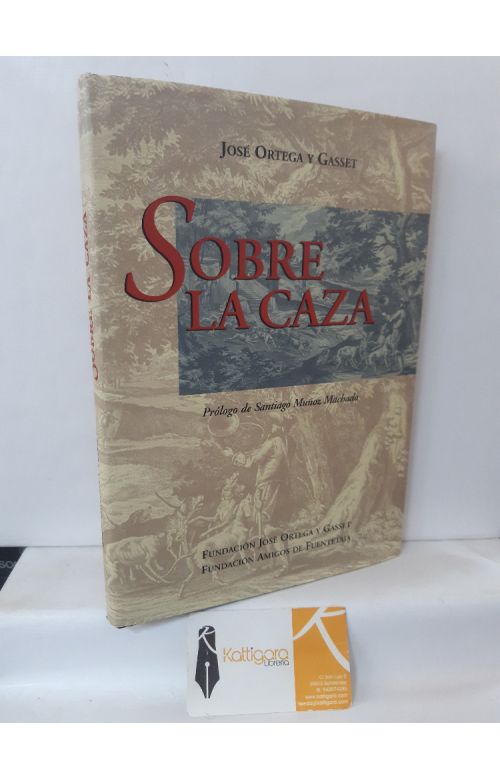 JOSÉ ORTEGA Y GASSET
SOBRE
LA CAZA
Prólogo de Santiago Muñoz Machado
FUNDACIÓN JOSÉ ORTEGA Y GASSET
FUNDACIÓN AMIGOS DE FUENTETAJA
SOBRE LA CAZA
Kattigara
Librería